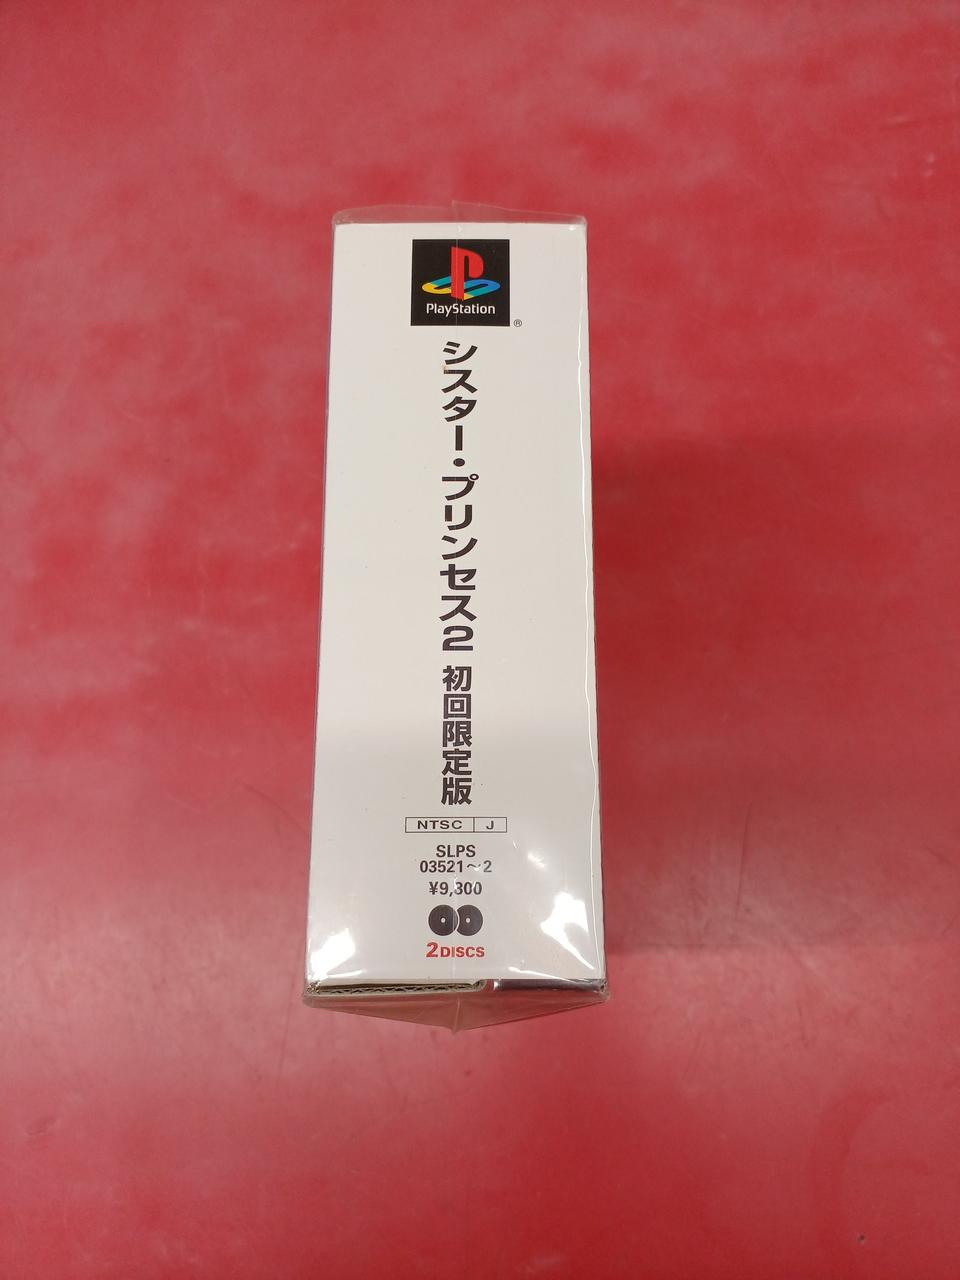 PlayStation
®
シスター・プリンセス2 初回限定版
NTSC J
SLPS
03521～2
¥9,800
2DISCS